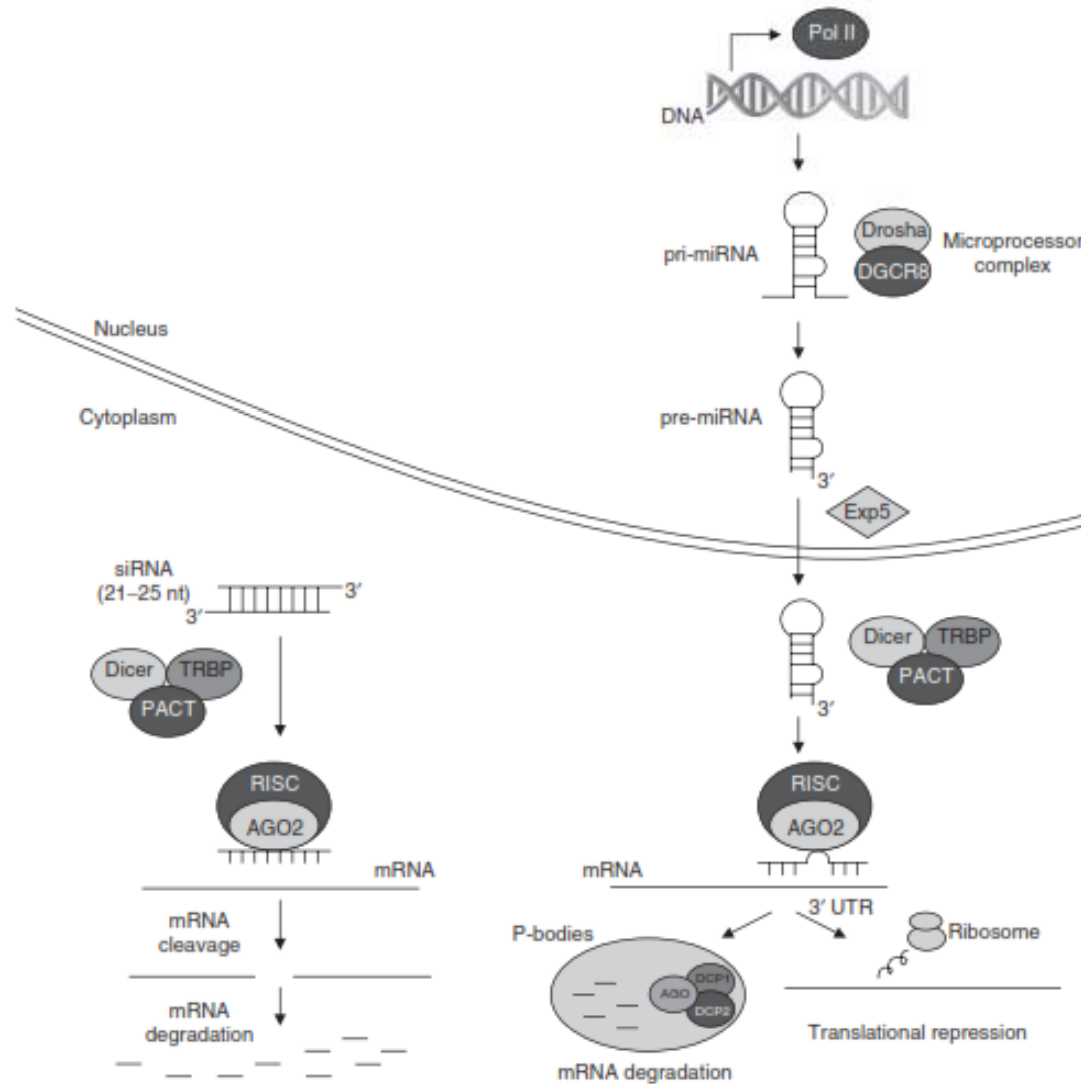 Pol II
DNA
pri-miRNA
Drosha
DGCR8
Microprocessor
complex
Nucleus
Cytoplasm
pre-miRNA
3′
Exp5
siRNA
(21–25 nt)
3′
3′
Dicer
TRBP
PACT
Dicer
TRBP
PACT
3′
RISC
AGO2
mRNA
RISC
AGO2
mRNA
3′ UTR
mRNA
cleavage
mRNA
degradation
P-bodies
AGO
DCP1
DCP2
mRNA degradation
Ribosome
Translational repression